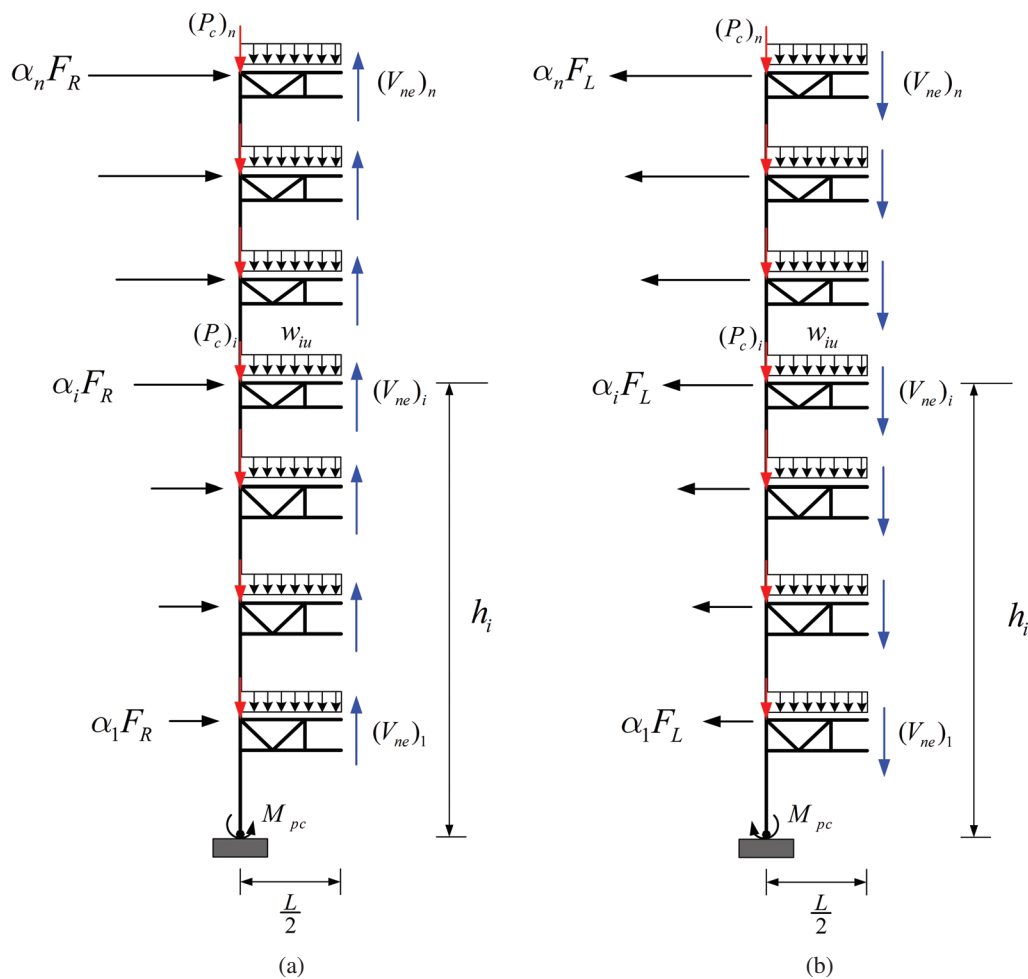 (P_c)_n
α_n F_R
(V_ne)_n
(P_c)_i
w_iu
α_i F_R
(V_ne)_i
h_i
α_1 F_R
(V_ne)_1
M_pc
L/2
(a)
(P_c)_n
α_n F_L
(V_ne)_n
(P_c)_i
w_iu
α_i F_L
(V_ne)_i
h_i
α_1 F_L
(V_ne)_1
M_pc
L/2
(b)